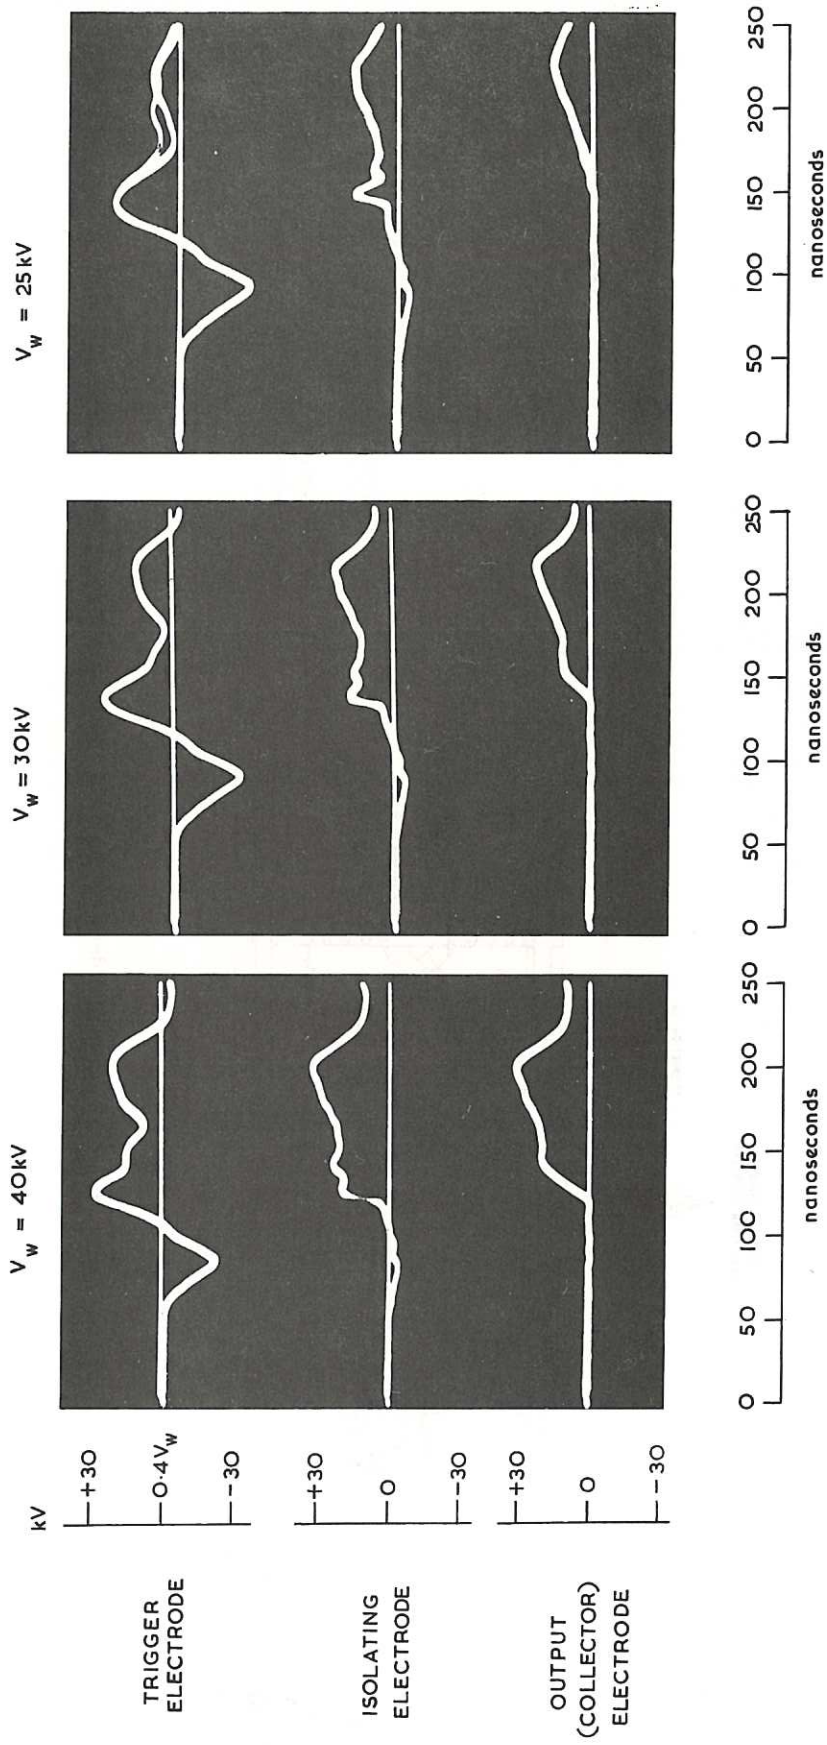 V_W = 40kV
V_W = 30kV
V_W = 25kV
kV
+30
0·4 V_W
-30
TRIGGER
ELECTRODE
+30
0
-30
ISOLATING
ELECTRODE
+30
0
-30
OUTPUT
(COLLECTOR)
ELECTRODE
0 50 100 150 200 250
nanoseconds
0 50 100 150 200 250
nanoseconds
0 50 100 150 200 250
nanoseconds